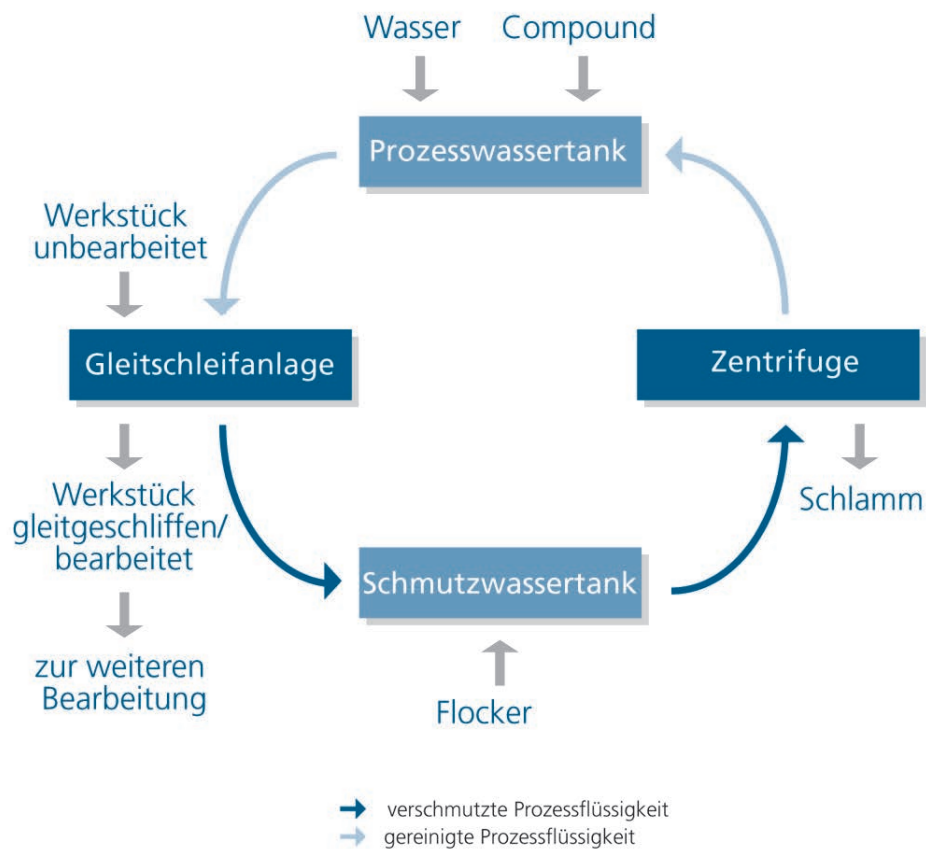 Wasser
Compound
Prozesswassertank
Werkstück
unbearbeitet
Gleitschleifanlage
Zentrifuge
Werkstück
gleitgeschliffen/
bearbeitet
Schlamm
Schmutzwassertank
zur weiteren
Bearbeitung
Flocker
verschmutzte Prozessflüssigkeit
gereinigte Prozessflüssigkeit